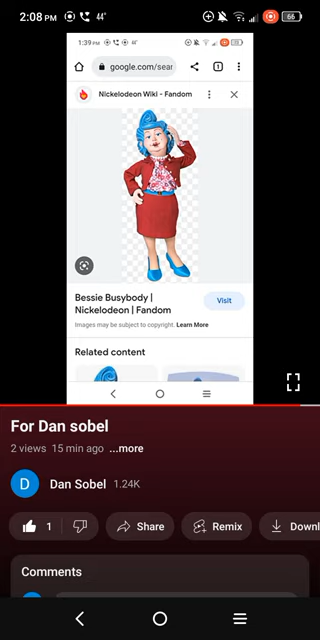 2:08 PM 44° 66
1:39 PM 44°
google.com/sear 1
Nickelodeon Wiki - Fandom
Bessie Busybody |
Nickelodeon | Fandom
Visit
Images may be subject to copyright. Learn More
Related content
For Dan sobel
2 views 15 min ago ...more
D Dan Sobel 1.24K
1 Share Remix Downl
Comments